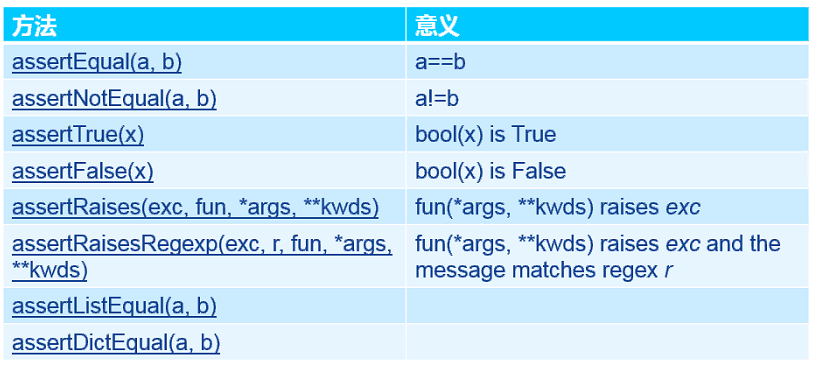 方法 意义
assertEqual(a, b) a==b
assertNotEqual(a, b) a!=b
assertTrue(x) bool(x) is True
assertFalse(x) bool(x) is False
assertRaises(exc, fun, *args, **kwds) fun(*args, **kwds) raises exc
assertRaisesRegexp(exc, r, fun, *args, fun(*args, **kwds) raises exc and the
**kwds) message matches regex r
assertListEqual(a, b)
assertDictEqual(a, b)